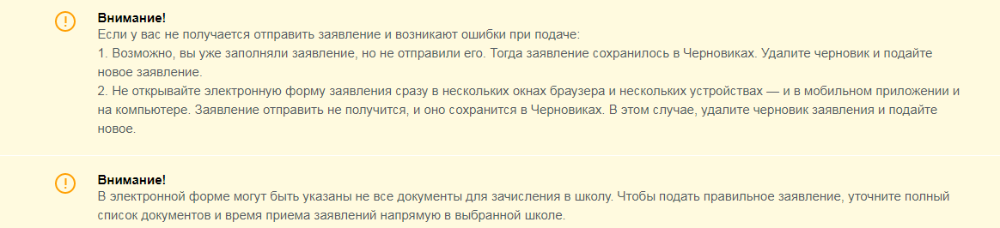 Внимание!
Если у вас не получается отправить заявление и возникают ошибки при подаче:
1. Возможно, вы уже заполняли заявление, но не отправили его. Тогда заявление сохранилось в Черновиках. Удалите черновик и подайте
новое заявление.
2. Не открывайте электронную форму заявления сразу в нескольких окнах браузера и нескольких устройствах — и в мобильном приложении и
на компьютере. Заявление отправить не получится, и оно сохранится в Черновиках. В этом случае, удалите черновик заявления и подайте
новое.
Внимание!
В электронной форме могут быть указаны не все документы для зачисления в школу. Чтобы подать правильное заявление, уточните полный
список документов и время приема заявлений напрямую в выбранной школе.